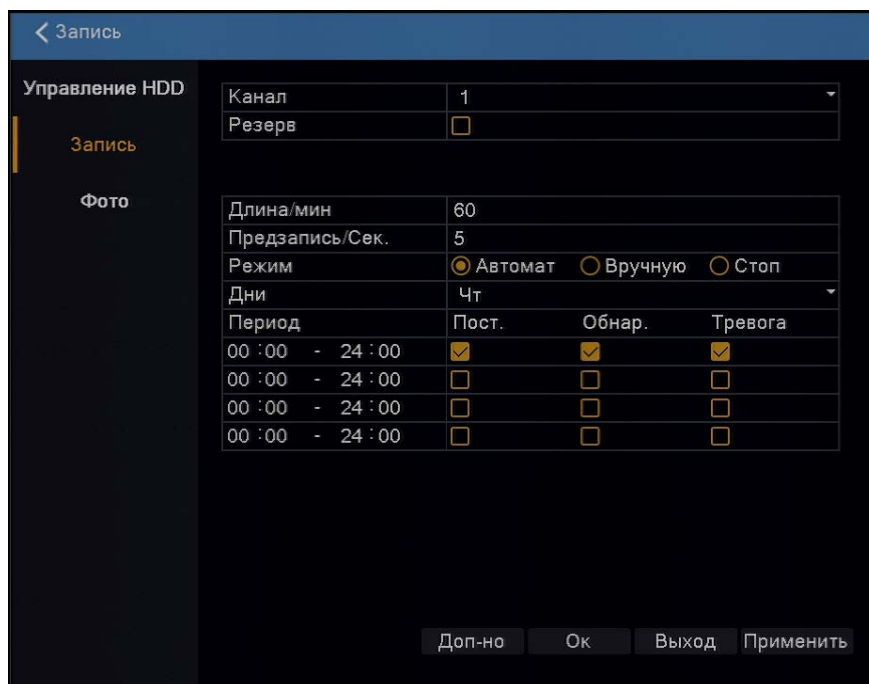 Запись
Управление HDD
Запись
Фото
Канал 1
Резерв
Длина/мин 60
Предзапись/Сек. 5
Режим Автомат Вручную Стоп
Дни Чт
Период Пост. Обнар. Тревога
00:00 - 24:00
00:00 - 24:00
00:00 - 24:00
00:00 - 24:00
Доп-но Ок Выход Применить